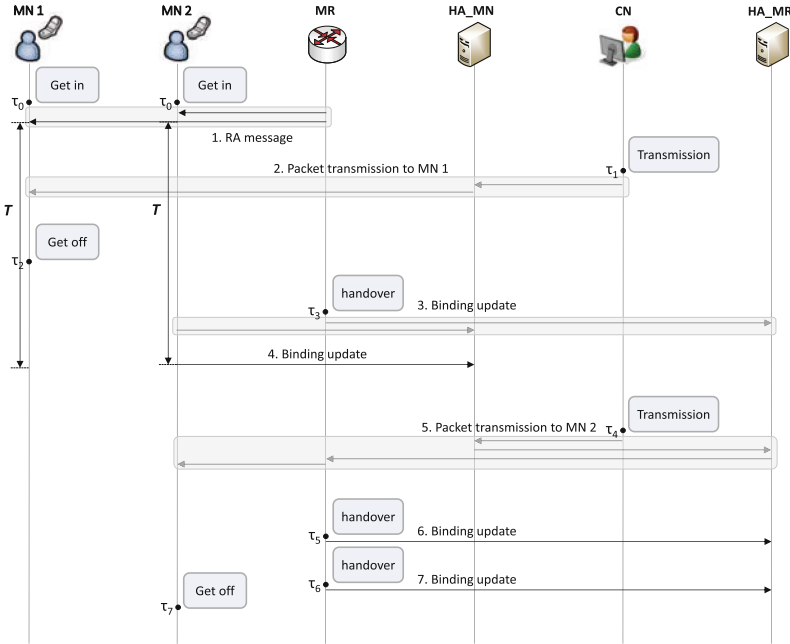 MN 1 MN 2 MR HA_MN CN HA_MR
Get in Get in
τ0 τ0
1. RA message
Transmission
2. Packet transmission to MN 1 τ1
T T
Get off
τ2
handover
3. Binding update
τ3
4. Binding update
Transmission
5. Packet transmission to MN 2 τ4
handover
6. Binding update
τ5
handover
7. Binding update
τ6
Get off
τ7